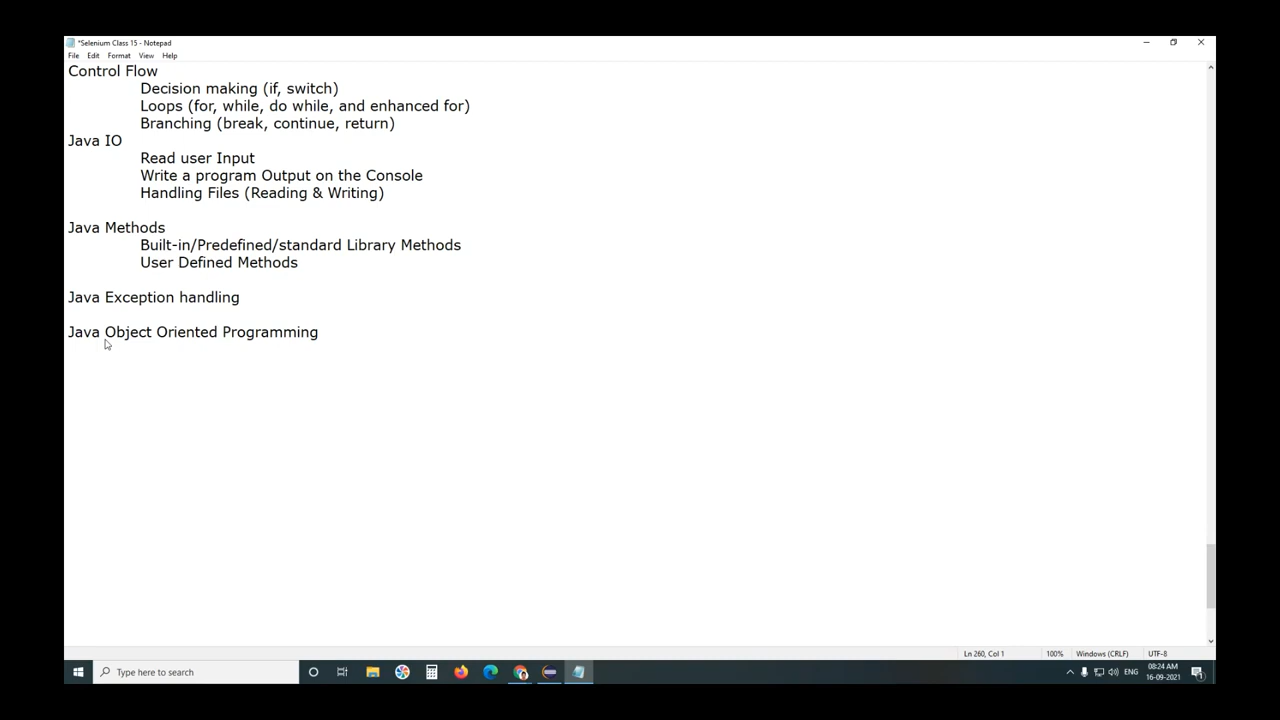 *Selenium Class 15 - Notepad
File Edit Format View Help
Control Flow
Decision making (if, switch)
Loops (for, while, do while, and enhanced for)
Branching (break, continue, return)
Java IO
Read user Input
Write a program Output on the Console
Handling Files (Reading & Writing)
Java Methods
Built-in/Predefined/standard Library Methods
User Defined Methods
Java Exception handling
Java Object Oriented Programming
Ln 260, Col 1 100% Windows (CRLF) UTF-8
Type here to search
ENG
08:24 AM
16-09-2021